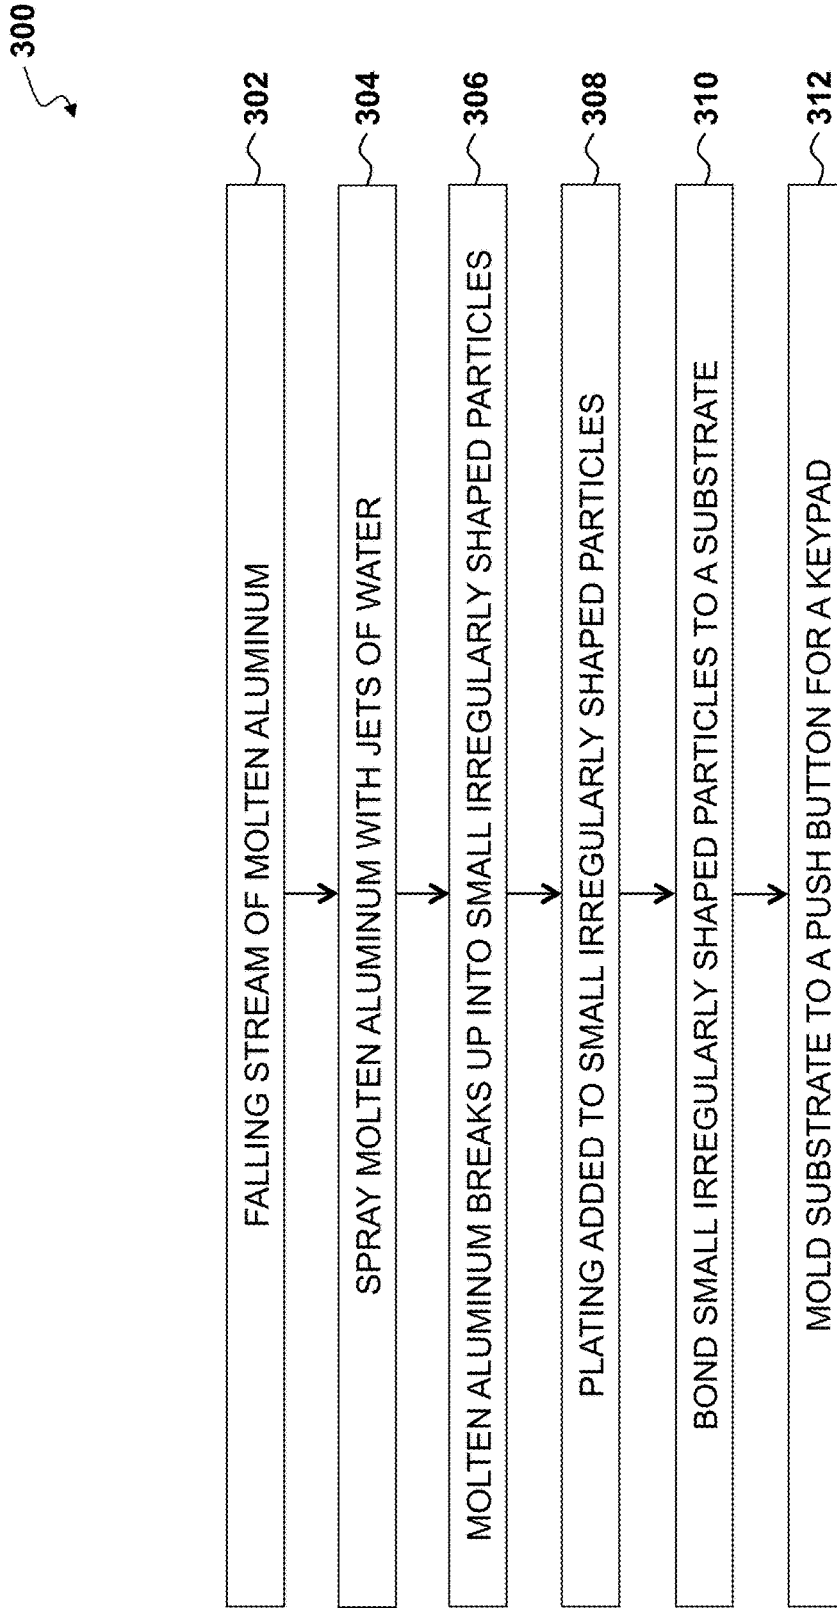 300
FALLING STREAM OF MOLTEN ALUMINUM
302
SPRAY MOLTEN ALUMINUM WITH JETS OF WATER
304
MOLTEN ALUMINUM BREAKS UP INTO SMALL IRREGULARLY SHAPED PARTICLES
306
PLATING ADDED TO SMALL IRREGULARLY SHAPED PARTICLES
308
BOND SMALL IRREGULARLY SHAPED PARTICLES TO A SUBSTRATE
310
MOLD SUBSTRATE TO A PUSH BUTTON FOR A KEYPAD
312